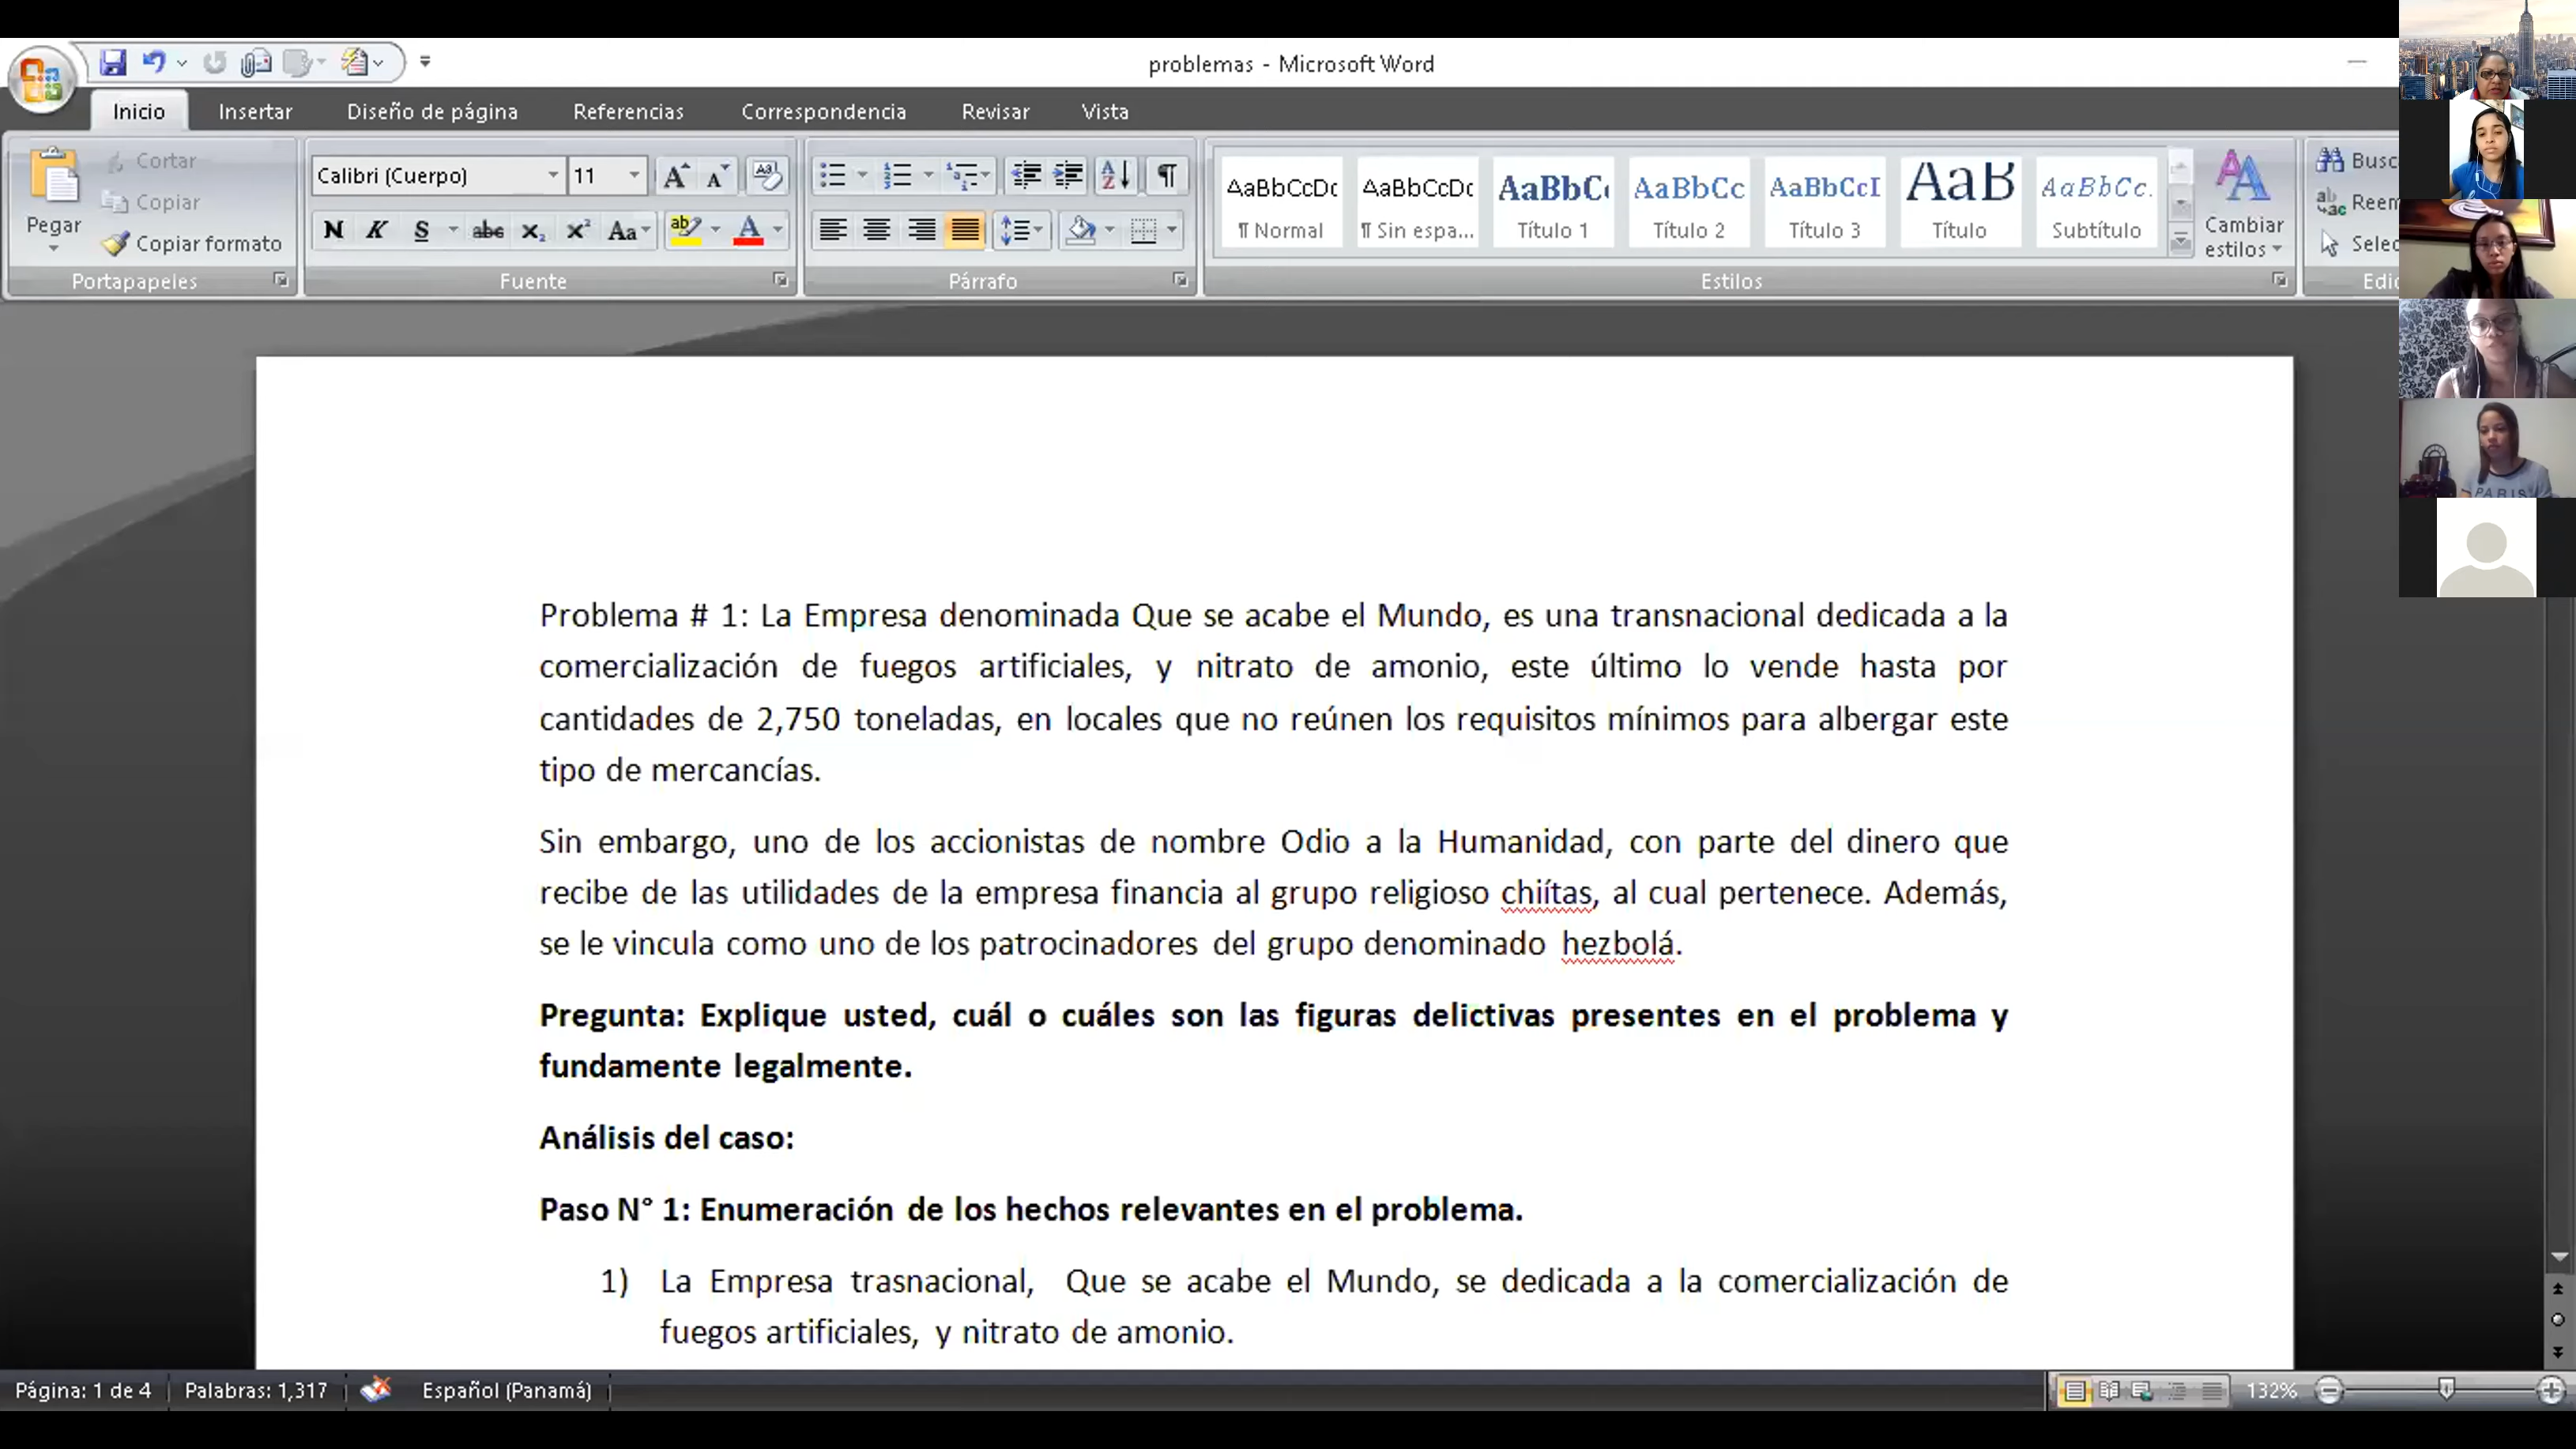 problemas - Microsoft Word
Inicio Insertar Diseño de página Referencias Correspondencia Revisar Vista
Pegar
Cortar
Copiar
Copiar formato
Portapapeles
Calibri (Cuerpo) 11
N K S abc x₂ x² Aa ab A
Fuente
Párrafo
AaBbCcDc AaBbCcDc AaBbC AaBbCc AaBbCcI AaB AaBbCc.
¶ Normal ¶ Sin espa... Título 1 Título 2 Título 3 Título Subtítulo
Cambiar
estilos
Estilos
Busc
Reem
Selec
Edic
PARIS
Problema # 1: La Empresa denominada Que se acabe el Mundo, es una transnacional dedicada a la
comercialización de fuegos artificiales, y nitrato de amonio, este último lo vende hasta por
cantidades de 2,750 toneladas, en locales que no reúnen los requisitos mínimos para albergar este
tipo de mercancías.
Sin embargo, uno de los accionistas de nombre Odio a la Humanidad, con parte del dinero que
recibe de las utilidades de la empresa financia al grupo religioso chiítas, al cual pertenece. Además,
se le vincula como uno de los patrocinadores del grupo denominado hezbolá.
Pregunta: Explique usted, cuál o cuáles son las figuras delictivas presentes en el problema y
fundamente legalmente.
Análisis del caso:
Paso N° 1: Enumeración de los hechos relevantes en el problema.
1) La Empresa trasnacional, Que se acabe el Mundo, se dedicada a la comercialización de
fuegos artificiales, y nitrato de amonio.
Página: 1 de 4 Palabras: 1,317 Español (Panamá) 132%